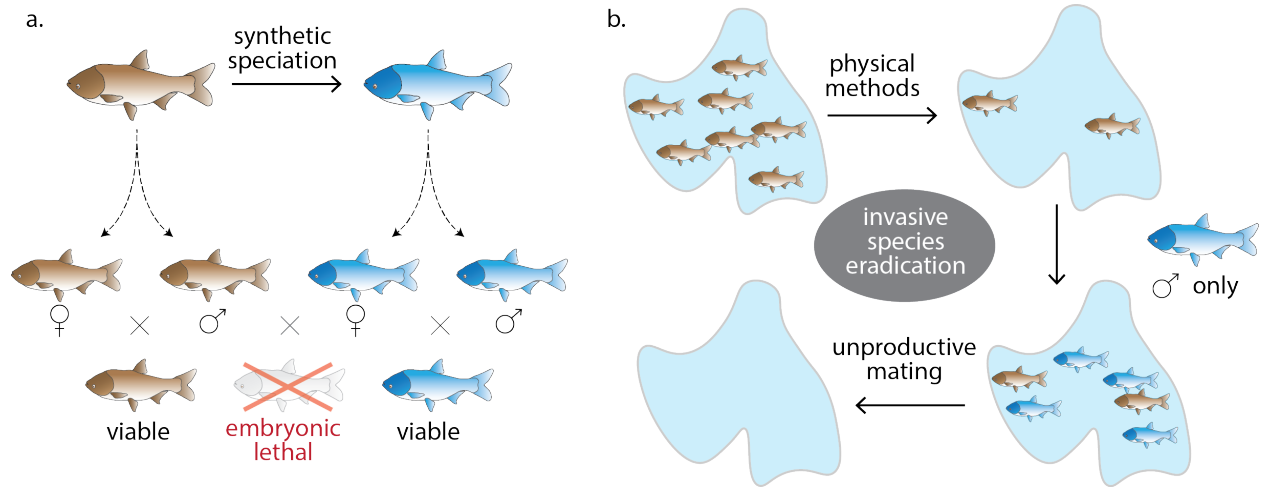 a.
synthetic
speciation
♀ × ♂ × ♀ × ♂
viable
embryonic
lethal
viable
b.
physical
methods
invasive
species
eradication
♂ only
unproductive
mating